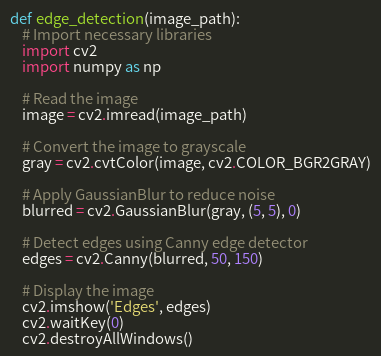 def edge_detection(image_path):
# Import necessary libraries
import cv2
import numpy as np
# Read the image
image = cv2.imread(image_path)
# Convert the image to grayscale
gray = cv2.cvtColor(image, cv2.COLOR_BGR2GRAY)
# Apply GaussianBlur to reduce noise
blurred = cv2.GaussianBlur(gray, (5, 5), 0)
# Detect edges using Canny edge detector
edges = cv2.Canny(blurred, 50, 150)
# Display the image
cv2.imshow('Edges', edges)
cv2.waitKey(0)
cv2.destroyAllWindows()